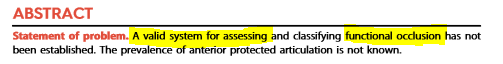 ABSTRACT
Statement of problem. A valid system for assessing and classifying functional occlusion has not
been established. The prevalence of anterior protected articulation is not known.